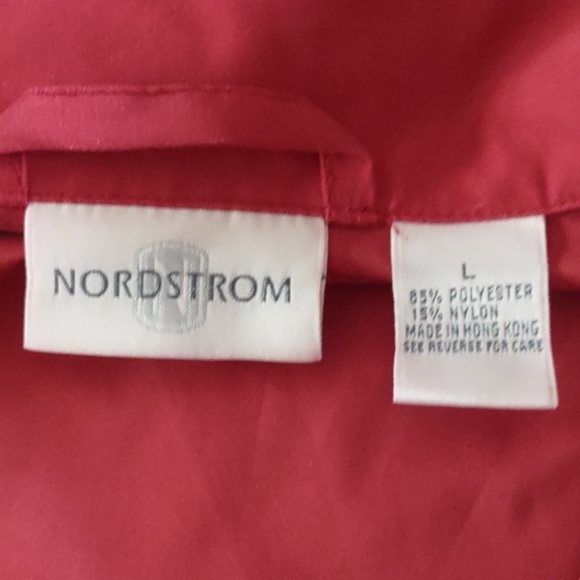 NORDSTROM
L
85% POLYESTER
15% NYLON
MADE IN HONG KONG
SEE REVERSE FOR CARE